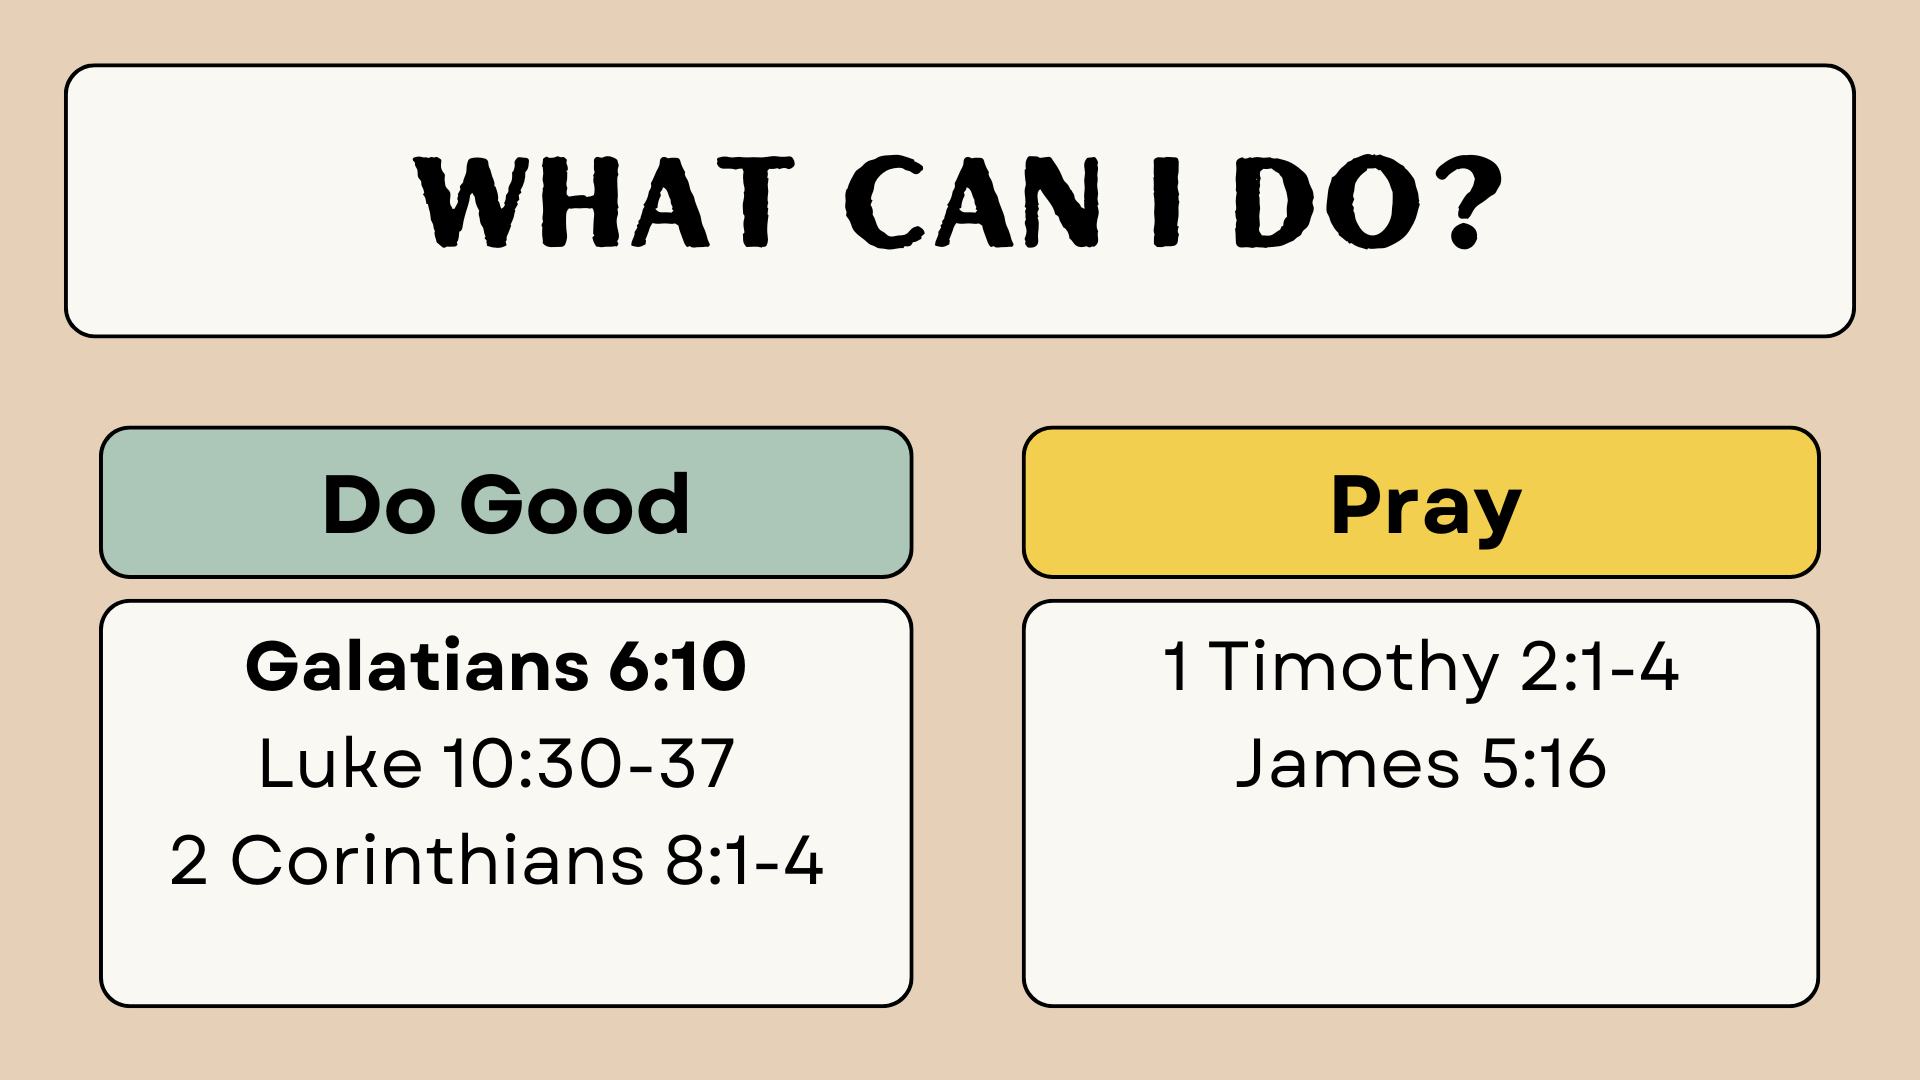 WHAT CAN I DO?
Do Good
Galatians 6:10
Luke 10:30-37
2 Corinthians 8:1-4
Pray
1 Timothy 2:1-4
James 5:16